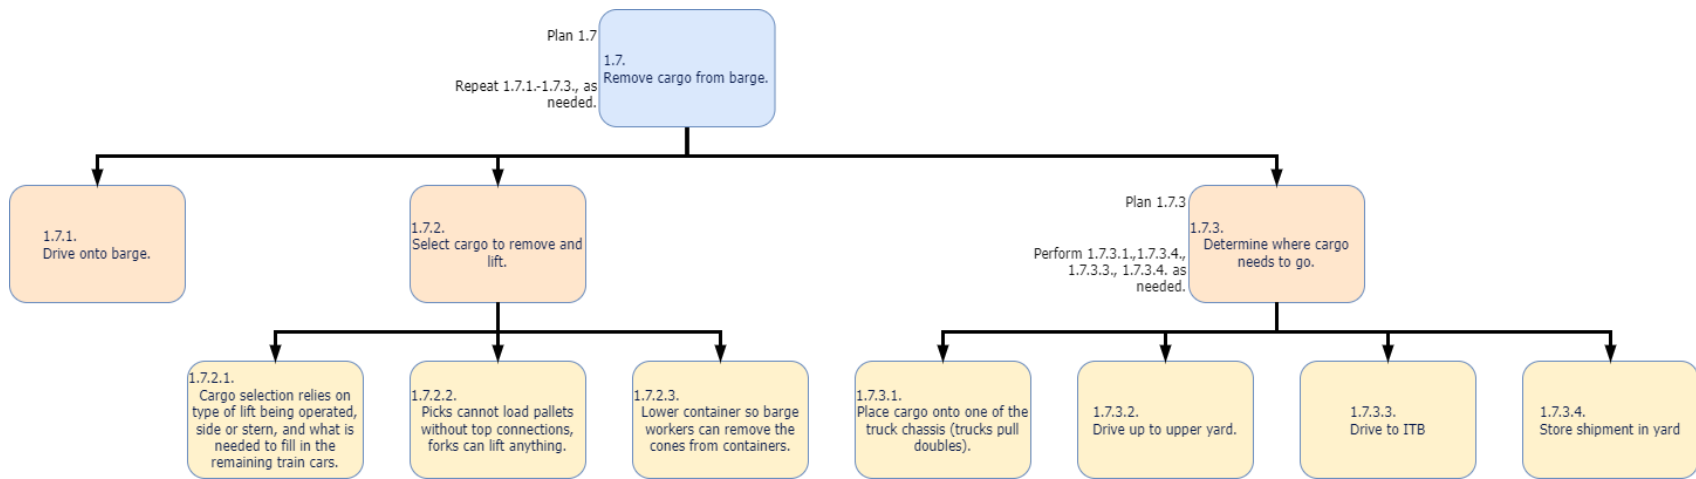 Plan 1.7
Repeat 1.7.1.-1.7.3., as
needed.
1.7.
Remove cargo from barge.
1.7.1.
Drive onto barge.
1.7.2.
Select cargo to remove and
lift.
Plan 1.7.3
Perform 1.7.3.1.,1.7.3.4.,
1.7.3.3., 1.7.3.4. as
needed.
1.7.3.
Determine where cargo
needs to go.
1.7.2.1.
Cargo selection relies on
type of lift being operated,
side or stern, and what is
needed to fill in the
remaining train cars.
1.7.2.2.
Picks cannot load pallets
without top connections,
forks can lift anything.
1.7.2.3.
Lower container so barge
workers can remove the
cones from containers.
1.7.3.1.
Place cargo onto one of the
truck chassis (trucks pull
doubles).
1.7.3.2.
Drive up to upper yard.
1.7.3.3.
Drive to ITB
1.7.3.4.
Store shipment in yard